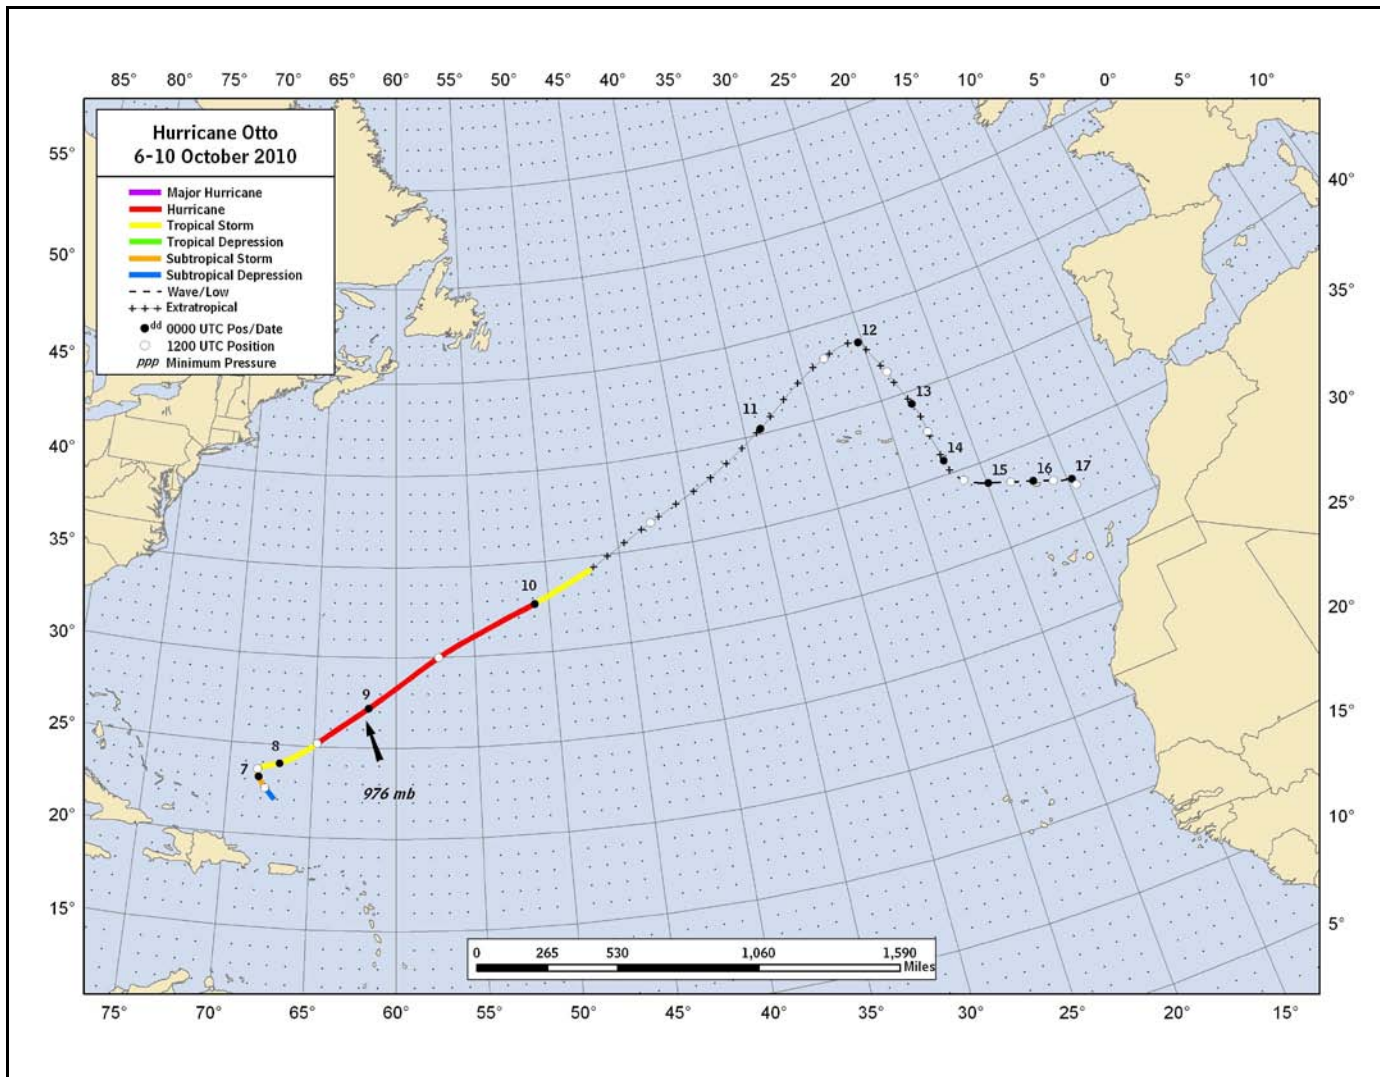 85° 80° 75° 70° 65° 60° 55° 50° 45° 40° 35° 30° 25° 20° 15° 10° 5° 0° 5° 10°
Hurricane Otto
6-10 October 2010
Major Hurricane
Hurricane
Tropical Storm
Tropical Depression
Subtropical Storm
Subtropical Depression
Wave/Low
Extratropical
dd 0000 UTC Pos/Date
1200 UTC Position
ppp Minimum Pressure
55°
50°
45°
40°
35°
30°
25°
20°
15°
40°
35°
30°
25°
20°
15°
10°
5°
12
11
13
14
15
16
17
10
9
8
7
976 mb
0 265 530 1,060 1,590
Miles
75° 70° 65° 60° 55° 50° 45° 40° 35° 30° 25° 20° 15°